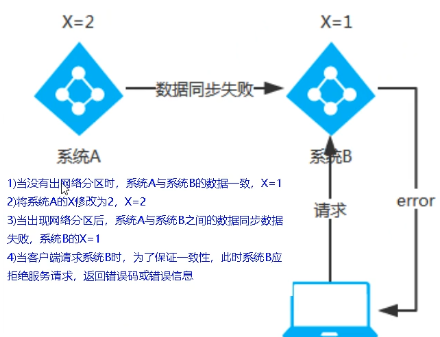 X=2
X=1
数据同步失败
系统A
系统B
1)当没有出网络分区时，系统A与系统B的数据一致，X=1
2)将系统A的X修改为2，X=2
3)当出现网络分区后，系统A与系统B之间的数据同步数据
失败，系统B的X=1
4)当客户端请求系统B时，为了保证一致性，此时系统B应
拒绝服务请求，返回错误码或错误信息
请求
error